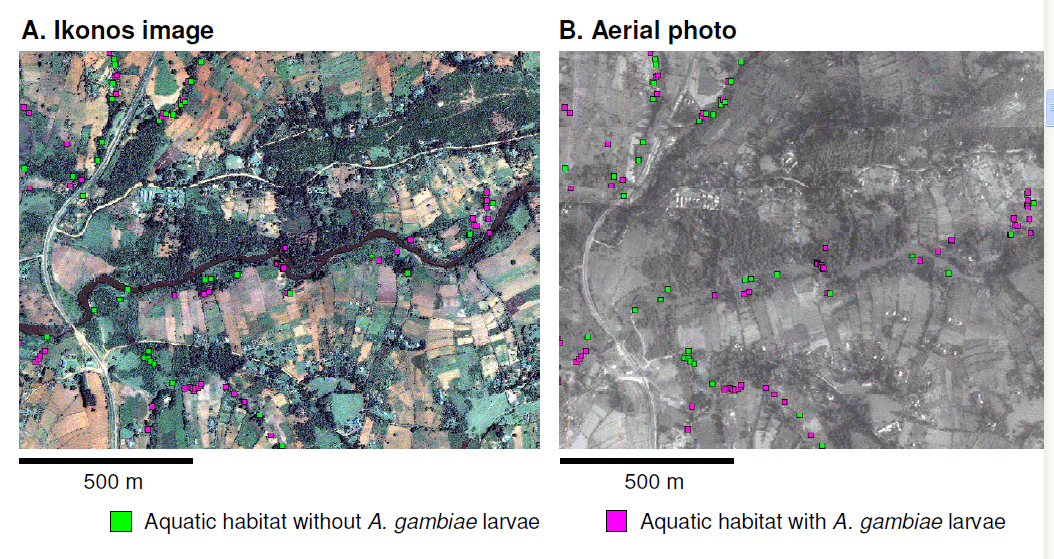 A. Ikonos image
B. Aerial photo
500 m
500 m
Aquatic habitat without A. gambiae larvae
Aquatic habitat with A. gambiae larvae